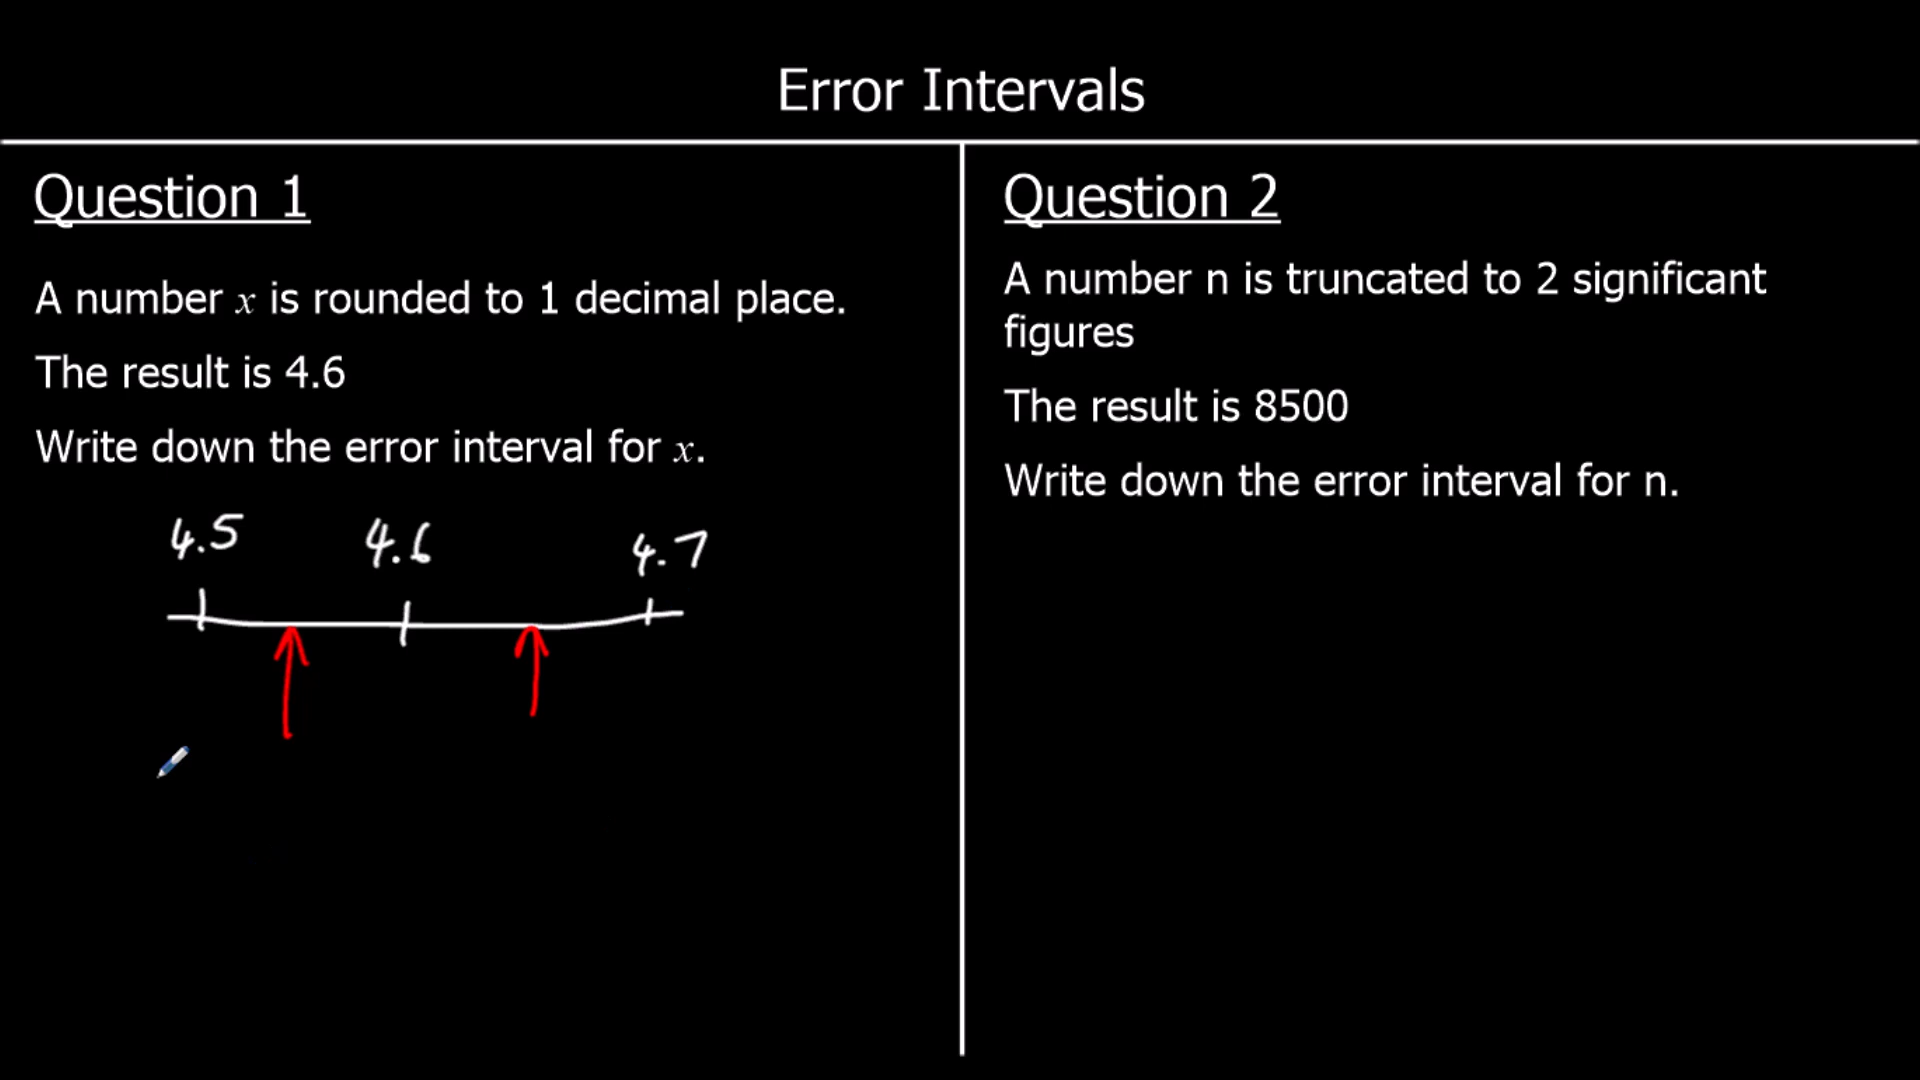 Error Intervals
Question 1
A number x is rounded to 1 decimal place.
The result is 4.6
Write down the error interval for x.
4.5 4.6 4.7
Question 2
A number n is truncated to 2 significant
figures
The result is 8500
Write down the error interval for n.